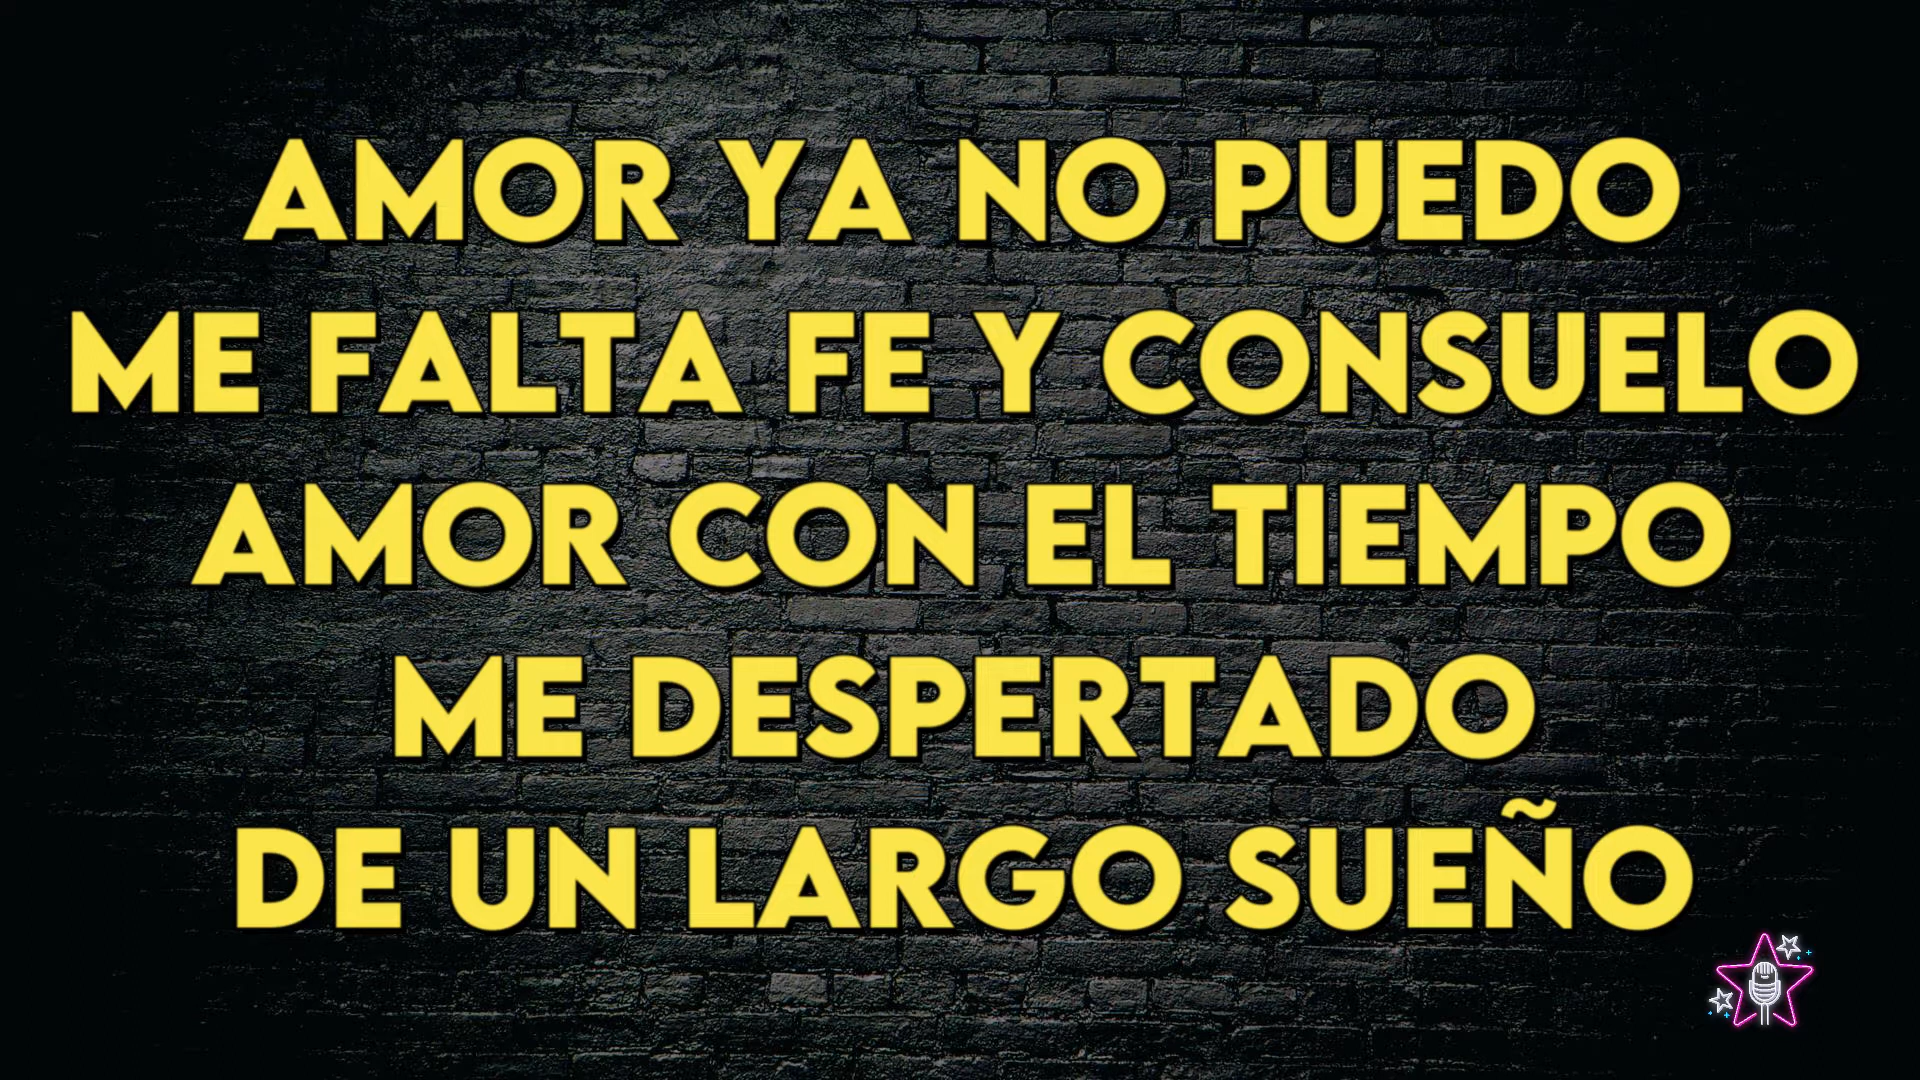 AMOR YA NO PUEDO
ME FALTA FE Y CONSUELO
AMOR CON EL TIEMPO
ME DESPERTADO
DE UN LARGO SUEÑO